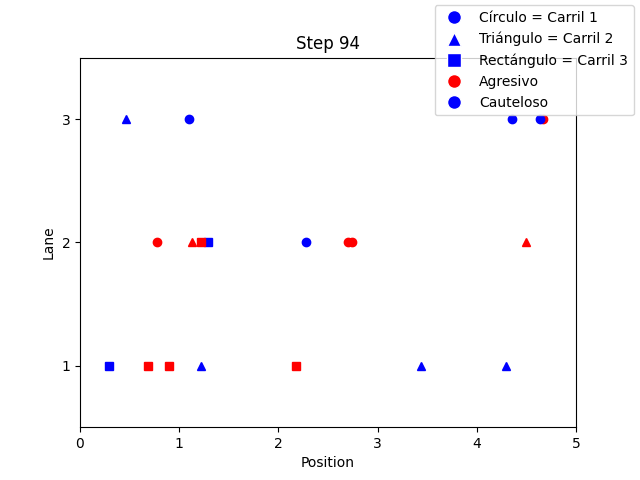 Step 94
Círculo = Carril 1
Triángulo = Carril 2
Rectángulo = Carril 3
Agresivo
Cauteloso
Lane
3
2
1
0 1 2 3 4 5
Position